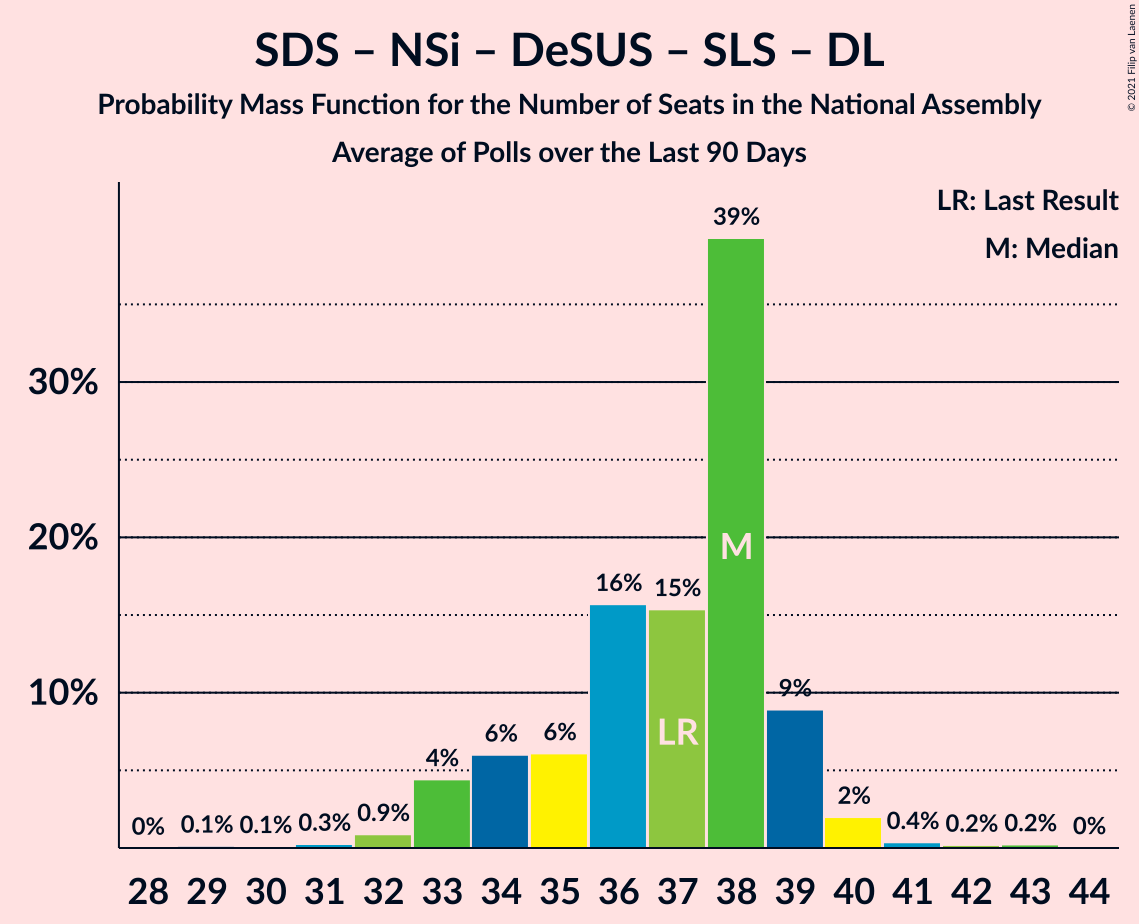 SDS – NSi – DeSUS – SLS – DL
Probability Mass Function for the Number of Seats in the National Assembly
Average of Polls over the Last 90 Days
© 2021 Filip van Laenen
LR: Last Result
M: Median
39%
30%
20%
10%
M
16%
15%
LR
9%
6%
6%
4%
2%
0%
0.1%
0.1%
0.3%
0.9%
0.4%
0.2%
0.2%
0%
28 29 30 31 32 33 34 35 36 37 38 39 40 41 42 43 44